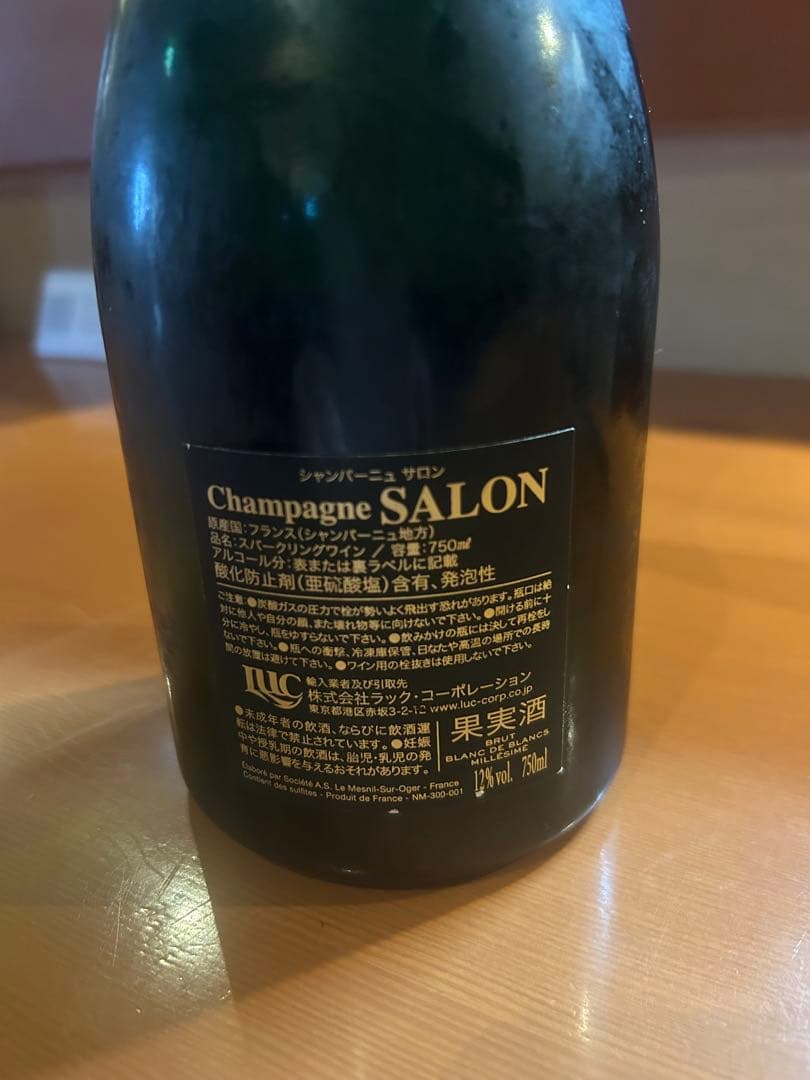 シャンパーニュ サロン
Champagne SALON
原産国:フランス(シャンパーニュ地方)
品名:スパークリングワイン / 容量:750㎖
アルコール分:表または裏ラベルに記載
酸化防止剤(亜硫酸塩)含有、発泡性
ご注意:●炭酸ガスの圧力で栓が勢いよく飛出す恐れがあります。瓶口は絶
対に他人や自分の顔、また壊れ物等に向けないで下さい。●開ける前に十
分に冷やし、瓶をゆすらないで下さい。●飲みかけの瓶には決して再栓をし
ないで下さい。●瓶への衝撃、冷凍庫保管、日なたや高温の場所での長時
間の放置は避けて下さい。●ワイン用の栓抜きは使用しないで下さい。
LUC 輸入業者及び引取先
株式会社ラック・コーポレーション
東京都港区赤坂3-2-12 www.luc-corp.co.jp
●未成年者の飲酒、ならびに飲酒運
転は法律で禁止されています。●妊娠
中や授乳期の飲酒は、胎児・乳児の発
育に悪影響を与えるおそれがあります。
果実酒
BRUT
BLANC DE BLANCS
MILLÉSIMÉ
12% vol. 750ml
Élaboré par Société A.S. Le Mesnil-Sur-Oger - France
Contient des sulfites - Produit de France - NM-300-001